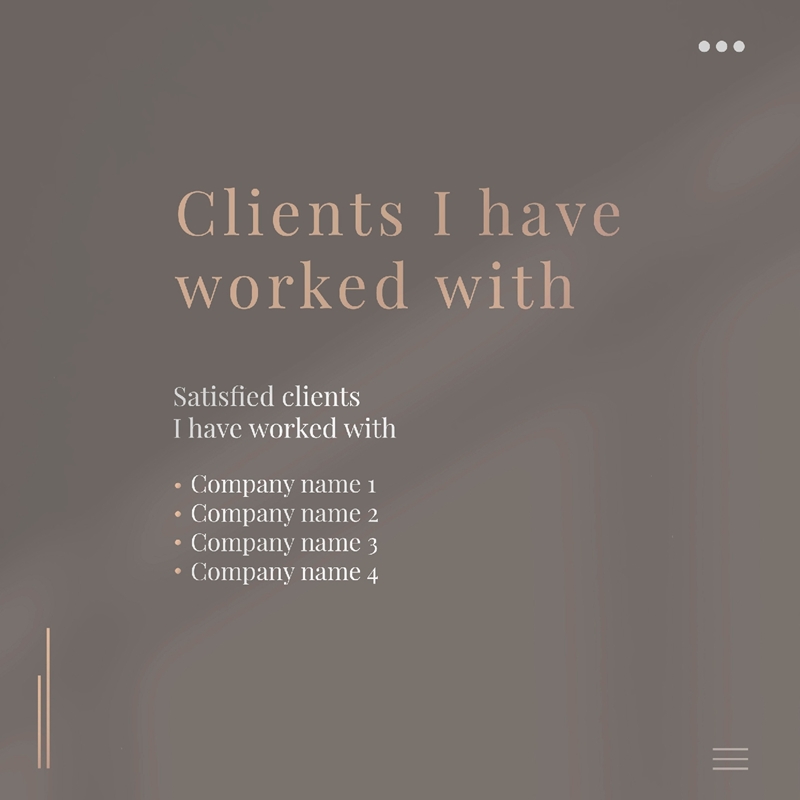 Clients I have
worked with
Satisfied clients
I have worked with
• Company name 1
• Company name 2
• Company name 3
• Company name 4